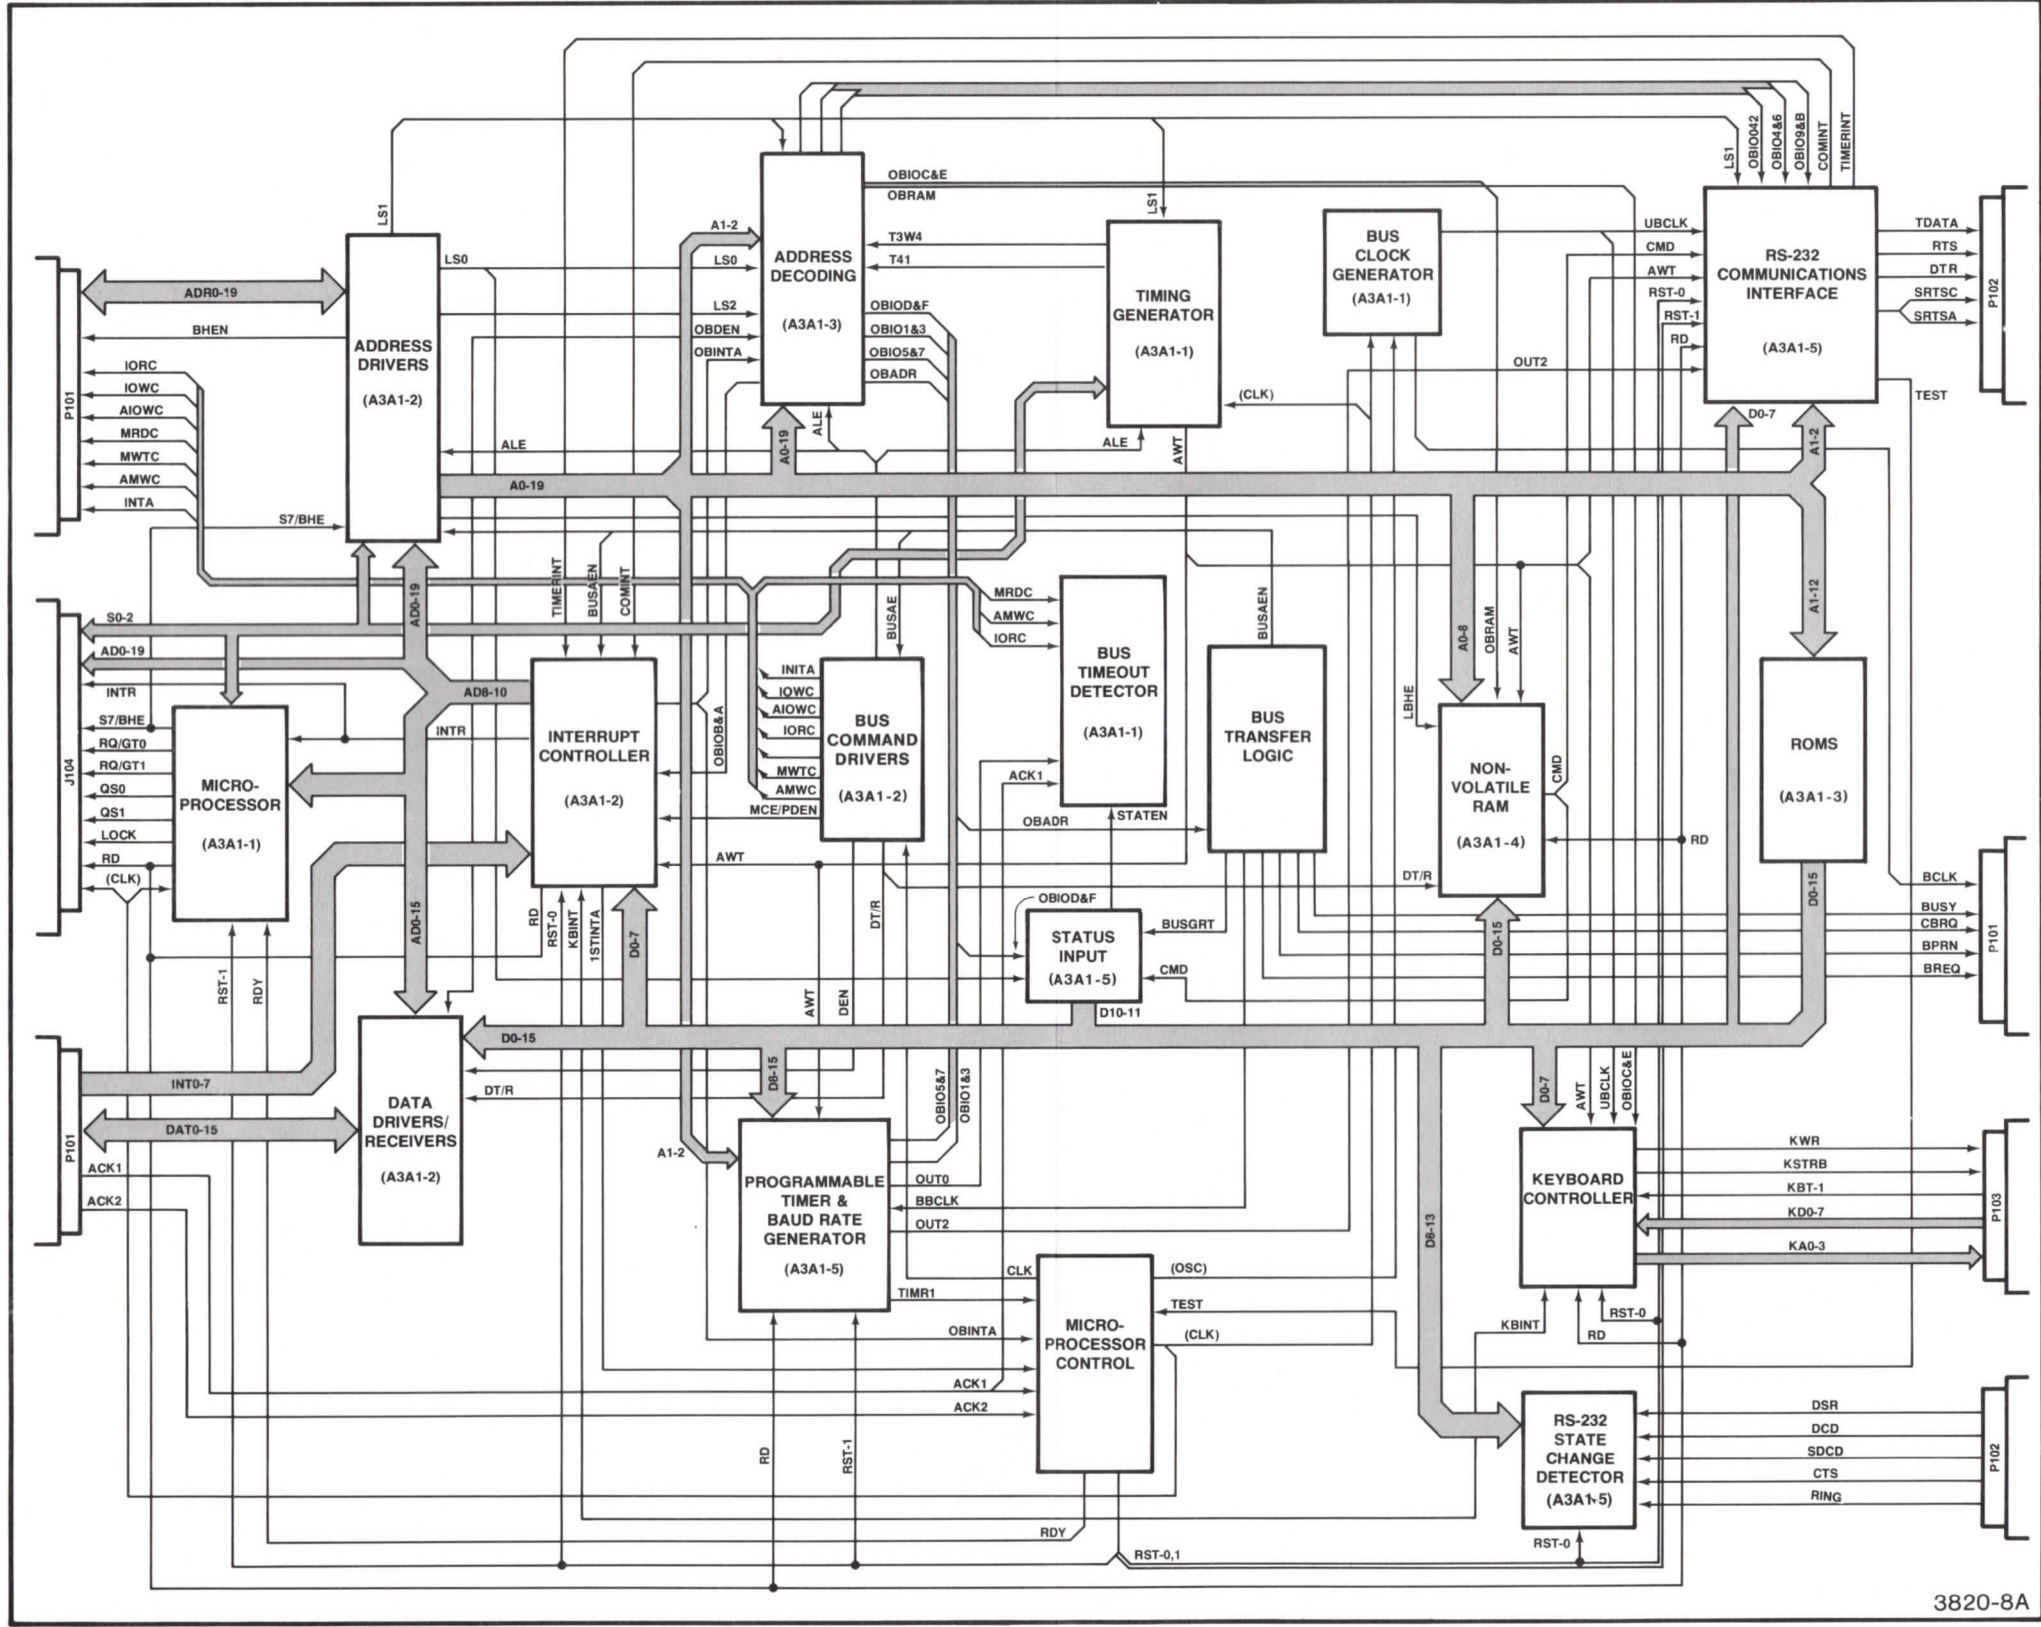 LS1
OBIO042
OBIO4&6
OBIO9&B
COMINT
TIMERINT
LS1
ADDRESS
DECODING
(A3A1-3)
OBIOC&E
OBRAM
A1-2
LS0
LS2
OBDEN
OBINTA
T3W4
T41
OBIOD&F
OBIO1&3
OBIO5&7
OBADR
LS1
TIMING
GENERATOR
(A3A1-1)
BUS
CLOCK
GENERATOR
(A3A1-1)
UBCLK
CMD
AWT
RST-0
RST-1
RD
OUT2
RS-232
COMMUNICATIONS
INTERFACE
(A3A1-5)
TDATA
RTS
DTR
SRTSC
SRTSA
P102
TEST
LS0
ADR0-19
BHEN
IORC
IOWC
AIOWC
MRDC
MWTC
AMWC
INTA
P101
ADDRESS
DRIVERS
(A3A1-2)
ALE
ALE
ALE
A0-19
A0-19
(CLK)
AWT
D0-7
A1-2
S7/BHE
TIMERINT
BUSAEN
COMINT
BUSAE
MRDC
AMWC
IORC
BUS
TIMEOUT
DETECTOR
(A3A1-1)
BUSAEN
A0-8
OBRAM
AWT
A1-12
S0-2
AD0-19
AD0-19
INTR
S7/BHE
RQ/GT0
RQ/GT1
QS0
QS1
LOCK
RD
(CLK)
J104
MICRO-
PROCESSOR
(A3A1-1)
AD8-10
INTR
INTERRUPT
CONTROLLER
(A3A1-2)
OBIOB&A
INITA
IOWC
AIOWC
IORC
MWTC
AMWC
MCE/PDEN
BUS
COMMAND
DRIVERS
(A3A1-2)
ACK1
OBADR
STATEN
BUS
TRANSFER
LOGIC
LBHE
NON-
VOLATILE
RAM
(A3A1-4)
CMD
RD
ROMS
(A3A1-3)
AWT
DT/R
DT/R
AD0-15
RD
RST-0
KBINT
1STINTA
D0-7
OBIOD&F
STATUS
INPUT
(A3A1-5)
BUSGRT
CMD
D10-11
D0-15
D0-15
BCLK
BUSY
CBRQ
BPRN
BREQ
P101
RST-1
RDY
AWT
DEN
D0-15
D8-15
OBIO5&7
OBIO1&3
D0-7
AWT
UBCLK
OBIOC&E
INT0-7
DAT0-15
ACK1
ACK2
P101
DATA
DRIVERS/
RECEIVERS
(A3A1-2)
DT/R
A1-2
PROGRAMMABLE
TIMER &
BAUD RATE
GENERATOR
(A3A1-5)
OUT0
BBCLK
OUT2
CLK
TIMR1
OBINTA
ACK1
ACK2
MICRO-
PROCESSOR
CONTROL
(OSC)
TEST
(CLK)
D8-13
KEYBOARD
CONTROLLER
KWR
KSTRB
KBT-1
KD0-7
KA0-3
P103
KBINT
RST-0
RD
RS-232
STATE
CHANGE
DETECTOR
(A3A1-5)
DSR
DCD
SDCD
CTS
RING
P102
RD
RST-1
RDY
RST-0,1
RST-0
3820-8A